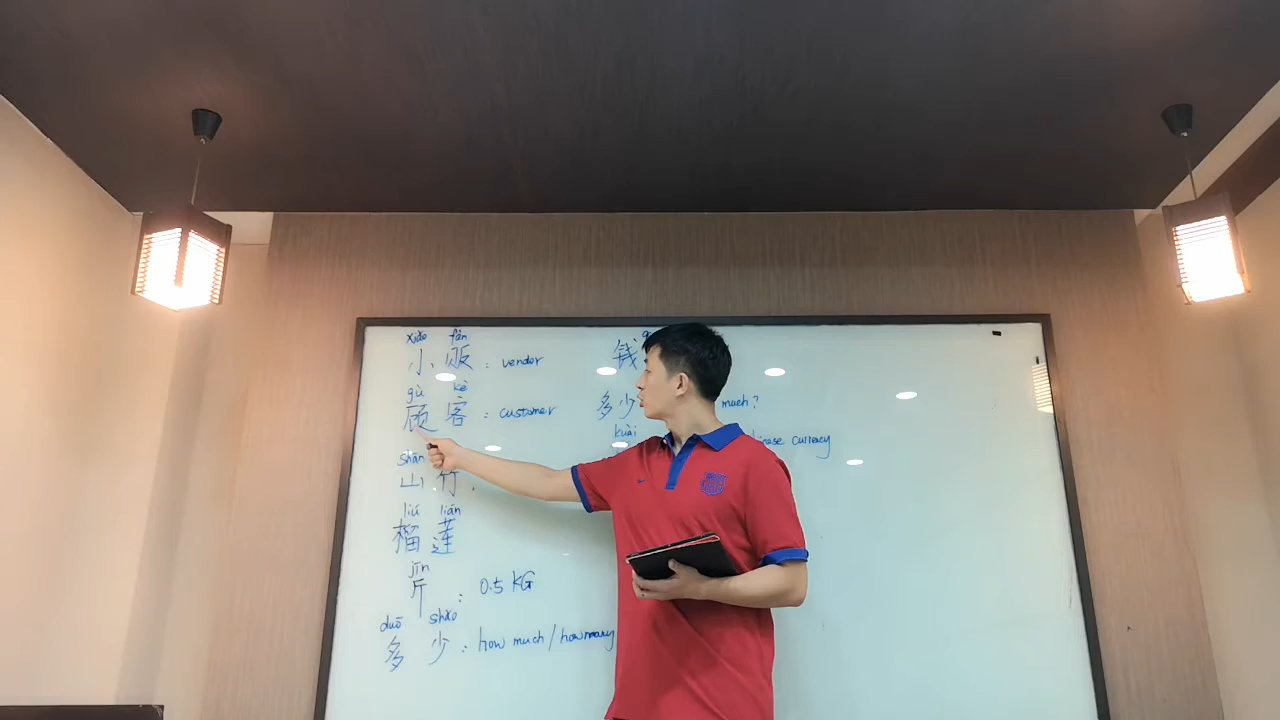 xiǎo fàn
小贩 : vendor
gù kè
顾客 : customer
shān
山竹 .
liú lián
榴莲
jīn
斤 : 0.5 KG
duō shǎo
多少 : how much / how many
钱
多少 much?
kuài
currency